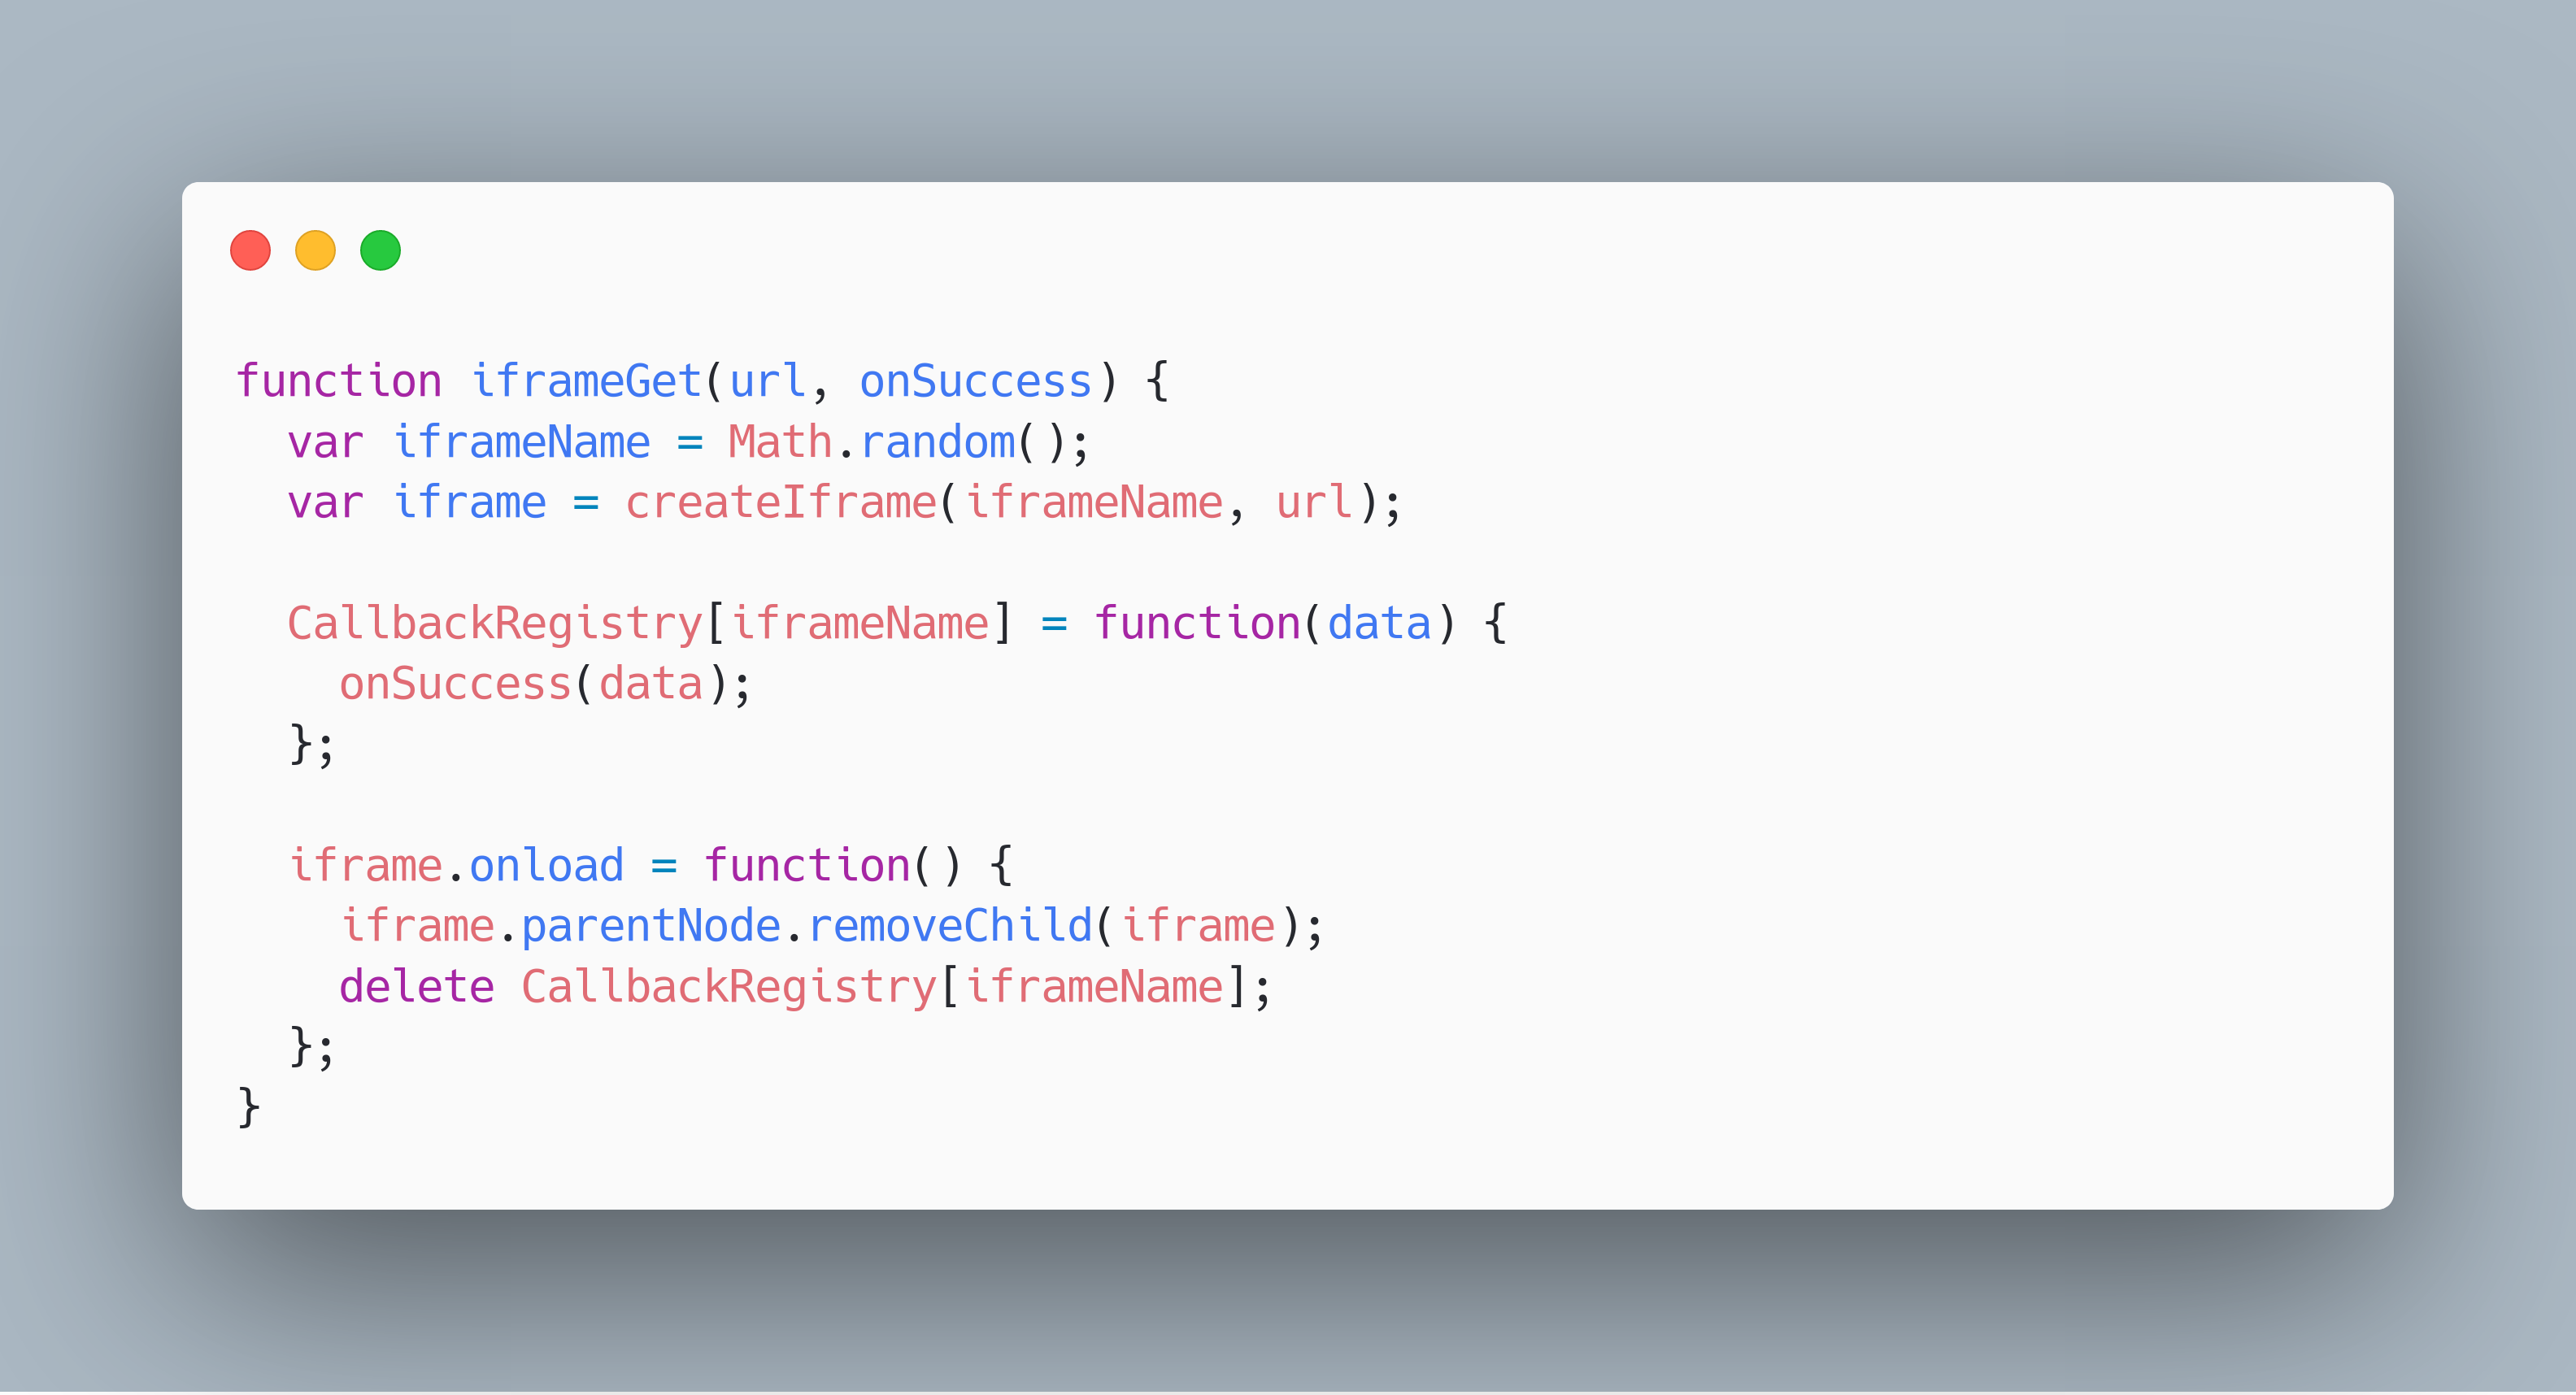 function iframeGet(url, onSuccess) {
  var iframeName = Math.random();
  var iframe = createIframe(iframeName, url);

  CallbackRegistry[iframeName] = function(data) {
    onSuccess(data);
  };

  iframe.onload = function() {
    iframe.parentNode.removeChild(iframe);
    delete CallbackRegistry[iframeName];
  };
}